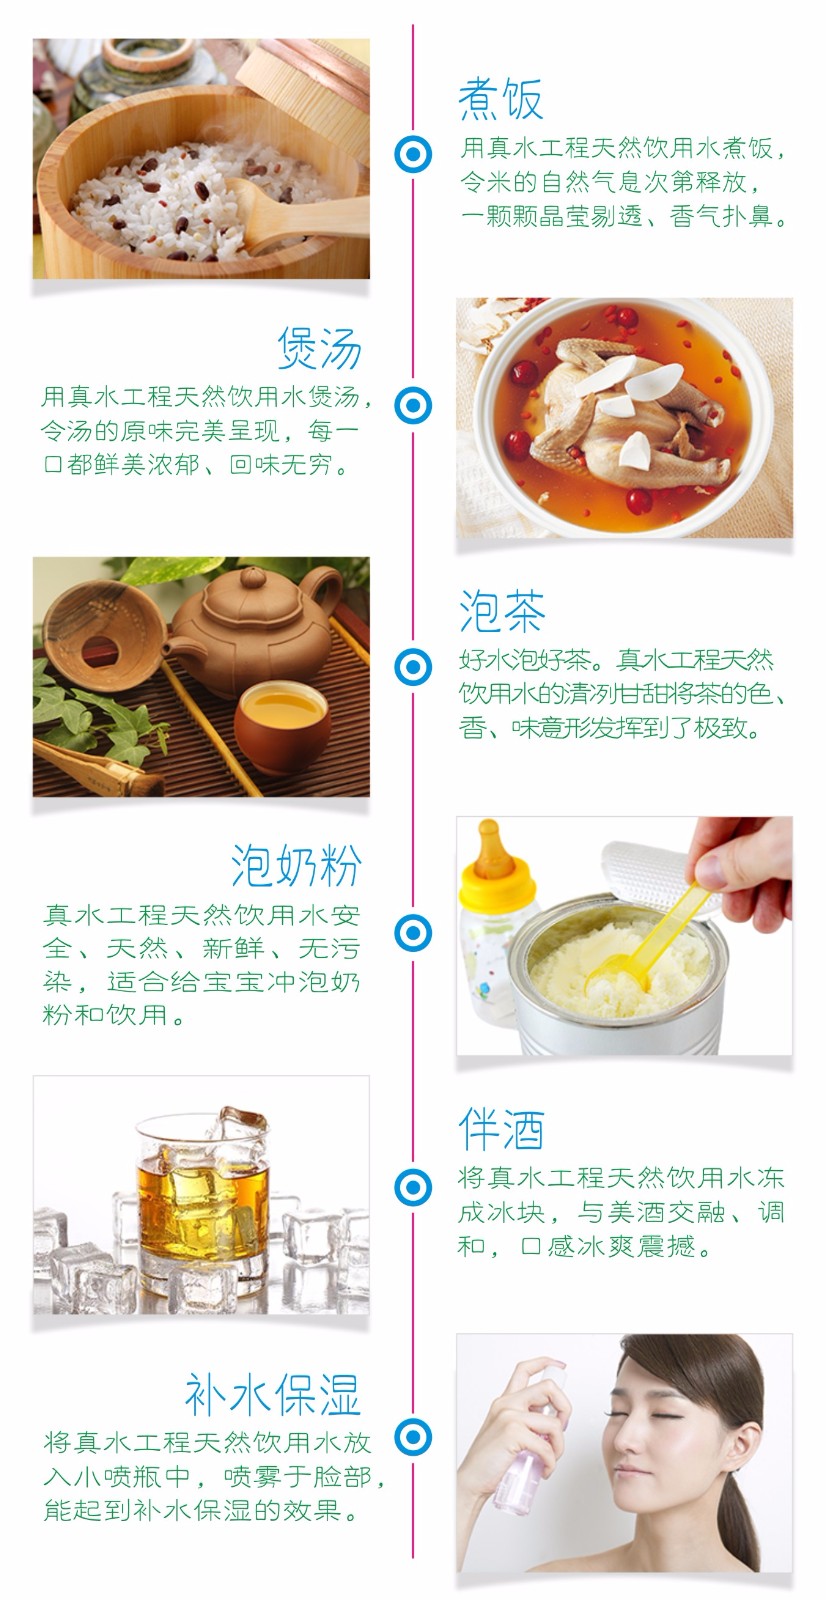 煮饭
用真水工程天然饮用水煮饭，
令米的自然气息次第释放，
一颗颗晶莹剔透、香气扑鼻。
煲汤
用真水工程天然饮用水煲汤，
令汤的原味完美呈现，每一
口都鲜美浓郁、回味无穷。
泡茶
好水泡好茶。真水工程天然
饮用水的清冽甘甜将茶的色、
香、味意形发挥到了极致。
泡奶粉
真水工程天然饮用水安
全、天然、新鲜、无污
染，适合给宝宝冲泡奶
粉和饮用。
伴酒
将真水工程天然饮用水冻
成冰块，与美酒交融、调
和，口感冰爽震撼。
补水保湿
将真水工程天然饮用水放
入小喷瓶中，喷雾于脸部，
能起到补水保湿的效果。